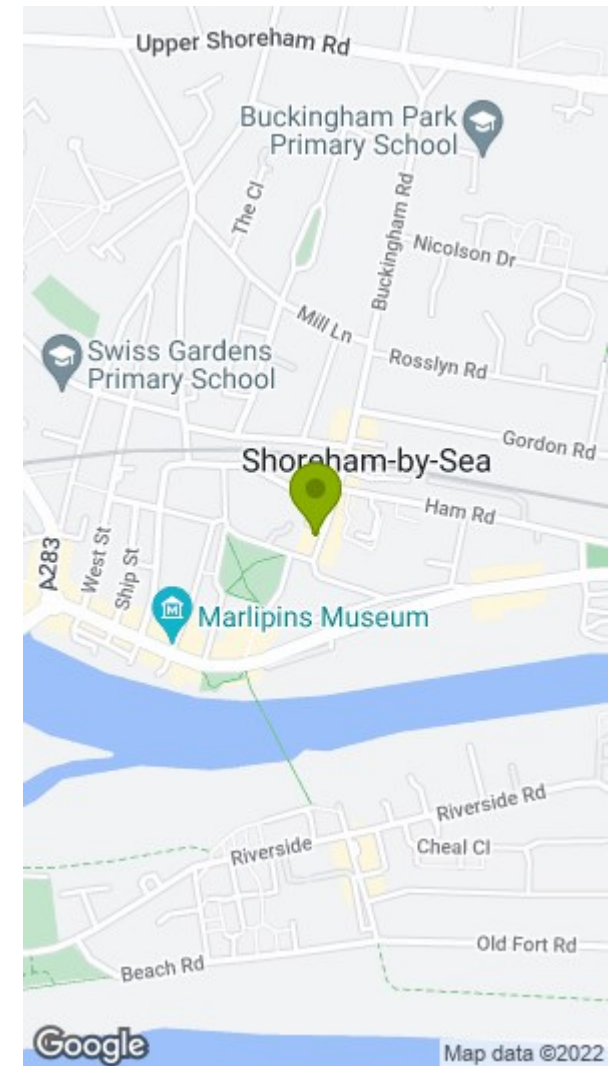 Upper Shoreham Rd
Buckingham Park
Primary School
The Cl
Buckingham Rd
Nicolson Dr
Mill Ln
Rosslyn Rd
Swiss Gardens
Primary School
Gordon Rd
Shoreham-by-Sea
Ham Rd
A283
West St
Ship St
Marlipins Museum
Riverside Rd
Riverside
Cheal Cl
Old Fort Rd
Beach Rd
Google
Map data ©2022